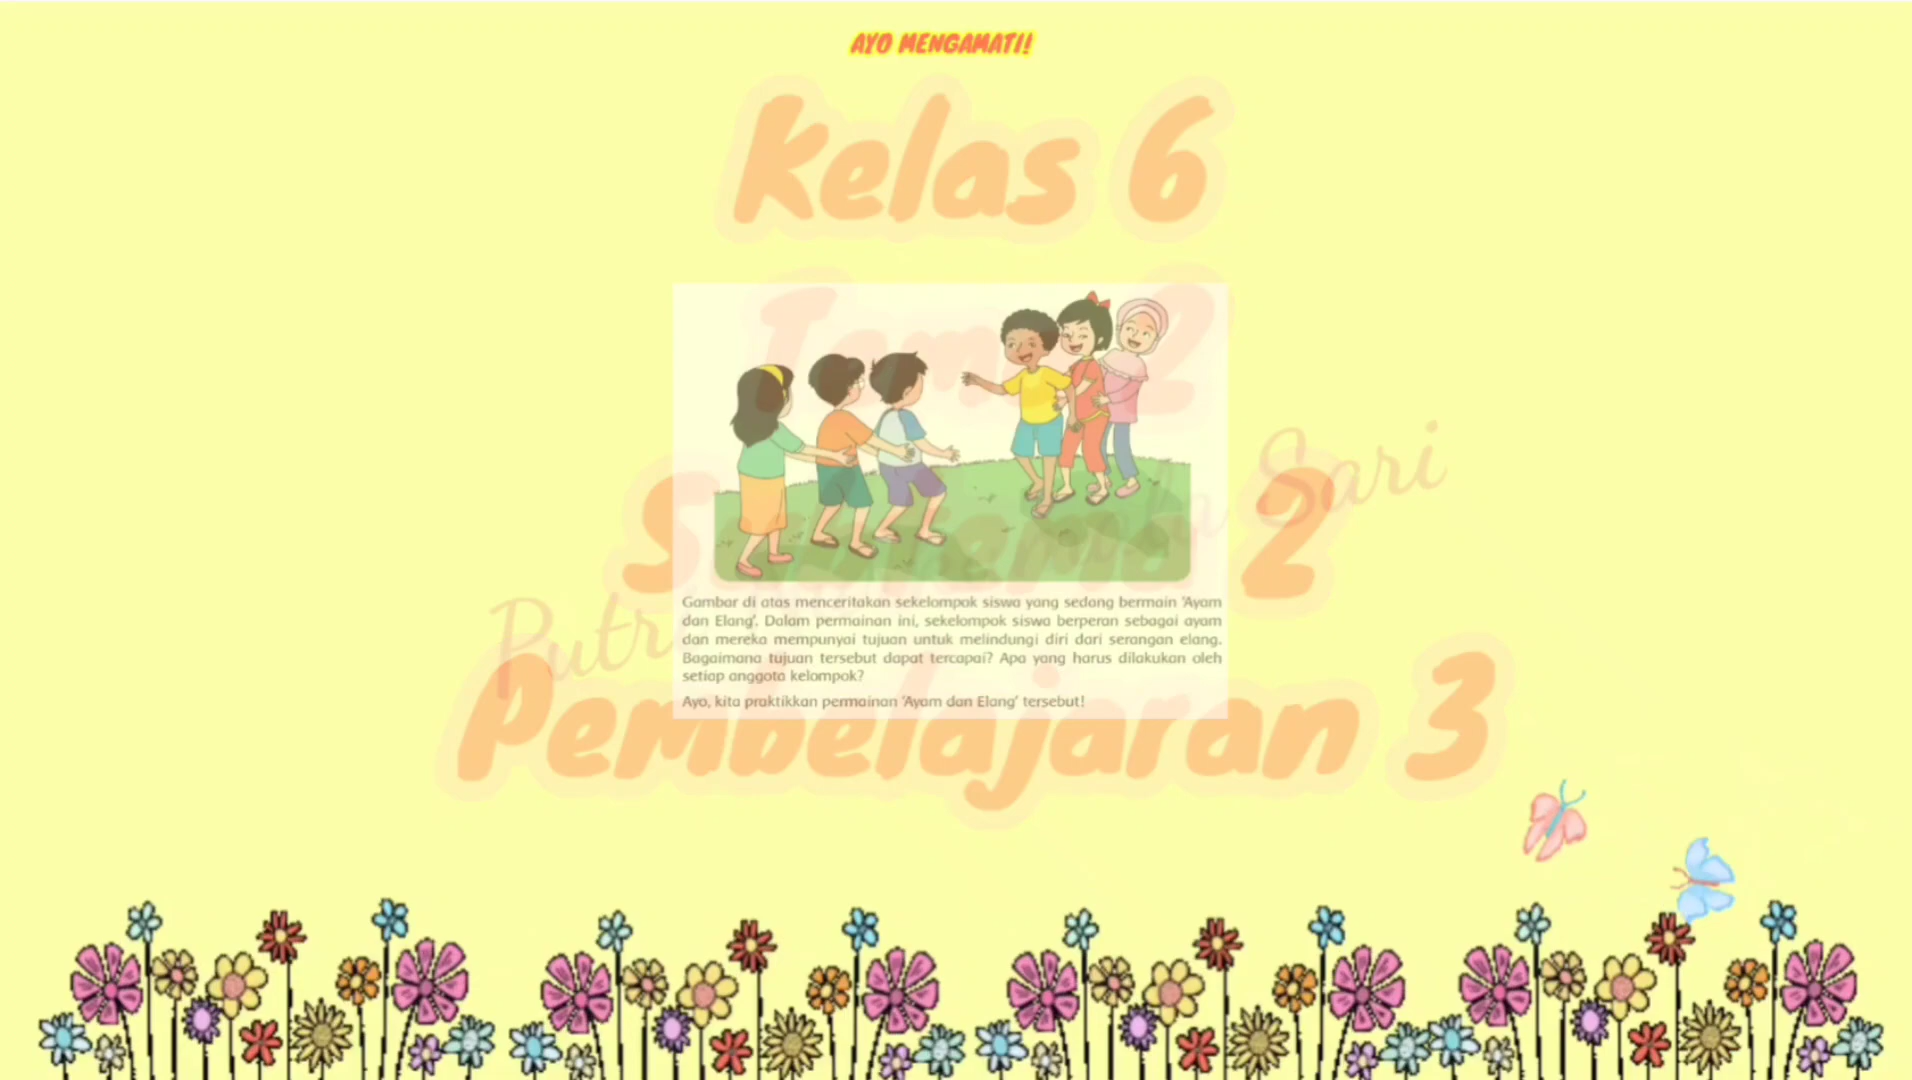 AYO MENGAMATI!
Kelas 6
Tema 2
Subtema 2
Sari
Putri
Pembelajaran 3
Gambar di atas menceritakan sekelompok siswa yang sedang bermain 'Ayam
dan Elang'. Dalam permainan ini, sekelompok siswa berperan sebagai ayam
dan mereka mempunyai tujuan untuk melindungi diri dari serangan elang.
Bagaimana tujuan tersebut dapat tercapai? Apa yang harus dilakukan oleh
setiap anggota kelompok?
Ayo, kita praktikkan permainan 'Ayam dan Elang' tersebut!